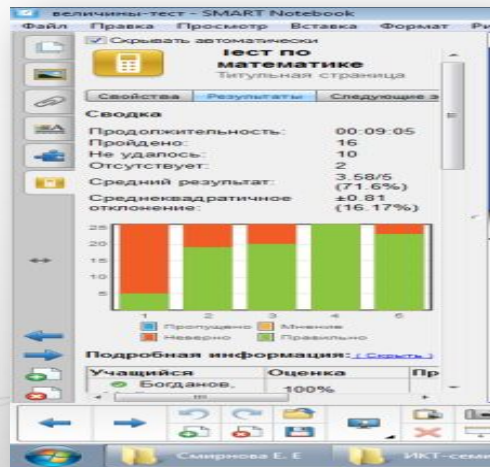 величины-тест - SMART Notebook
Файл Правка Просмотр Вставка Формат
Скрывать автоматически
Тест по
математике
Титульная страница
Свойства Результаты Следующие
Сводка
Продолжительность: 00:09:05
Пройдено: 16
Не удалось: 10
Отсутствует: 2
Средний результат: 3.58/5
(71.6%)
Среднеквадратичное ±0.81
отклонение: (16.17%)
25
20
15
10
5
1 2 3 4 5
Пропущено Мнение
Неверно Правильно
Подробная информация: (Скрыть)
Учащийся Оценка Пр
Богданов, 100%
Смирнова Е. Е ИКТ-семи